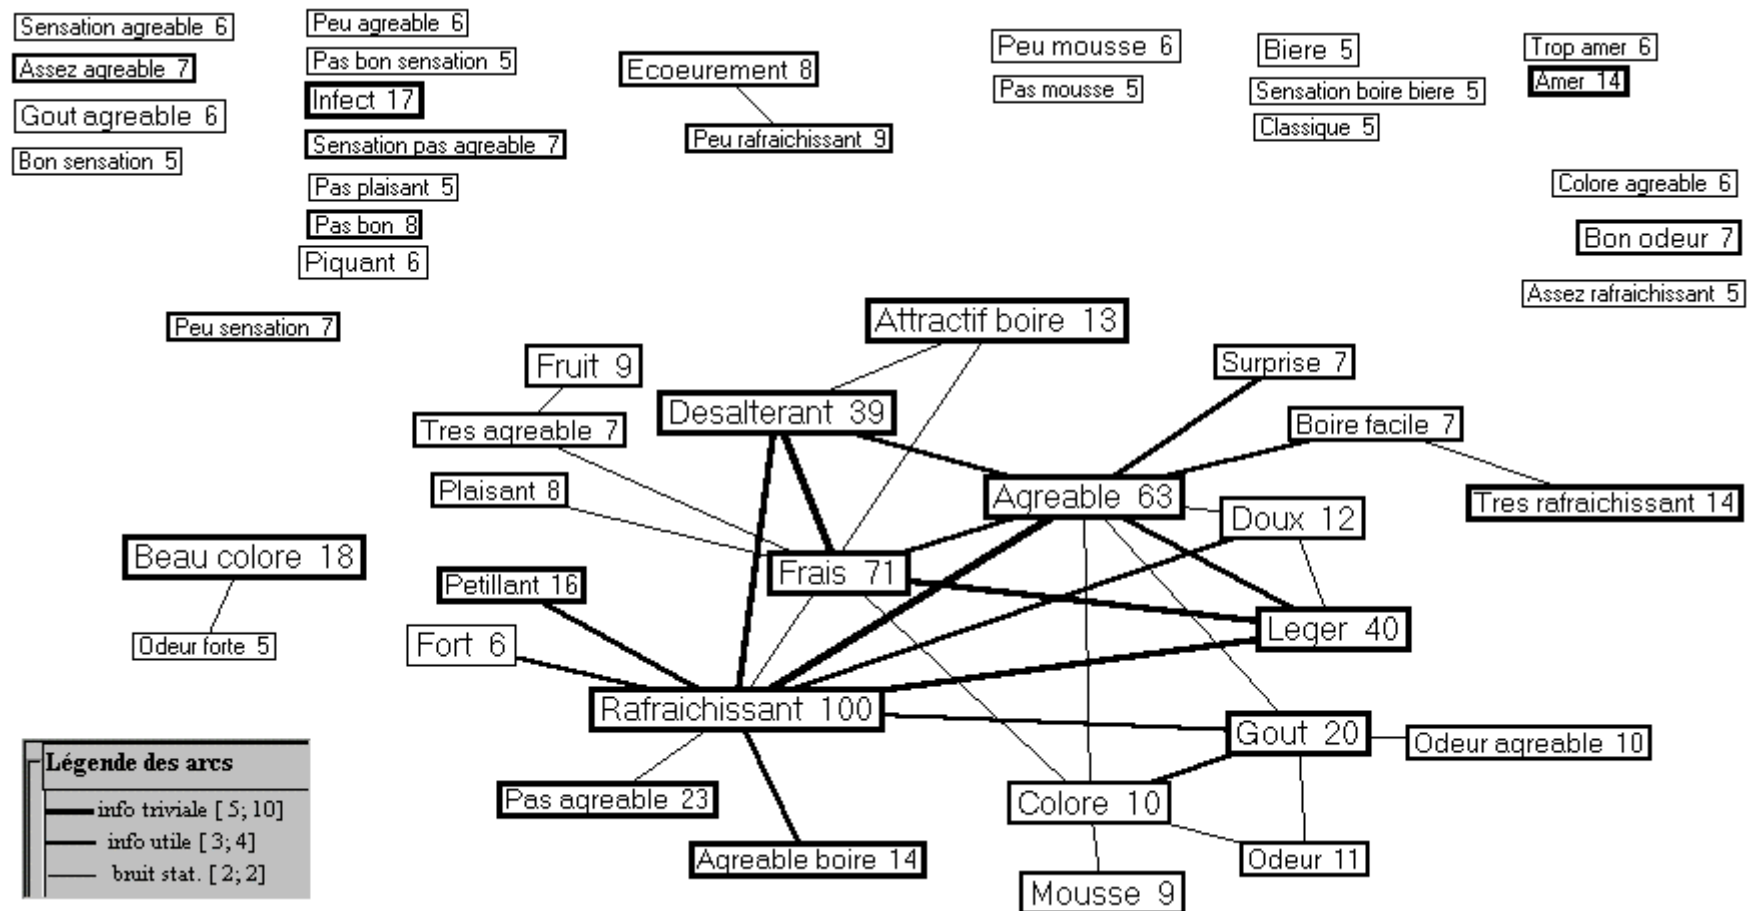 Sensation agreable 6
Assez agreable 7
Gout agreable 6
Bon sensation 5
Peu agreable 6
Pas bon sensation 5
Infect 17
Sensation pas agreable 7
Pas plaisant 5
Pas bon 8
Piquant 6
Ecoeurement 8
Peu rafraichissant 9
Peu mousse 6
Pas mousse 5
Biere 5
Sensation boire biere 5
Classique 5
Trop amer 6
Amer 14
Colore agreable 6
Bon odeur 7
Assez rafraichissant 5
Peu sensation 7
Attractif boire 13
Fruit 9
Surprise 7
Desalterant 39
Tres agreable 7
Boire facile 7
Plaisant 8
Agreable 63
Tres rafraichissant 14
Doux 12
Beau colore 18
Frais 71
Petillant 16
Fort 6
Leger 40
Odeur forte 5
Rafraichissant 100
Gout 20
Odeur agreable 10
Pas agreable 23
Colore 10
Agreable boire 14
Odeur 11
Mousse 9
Légende des arcs
info triviale [ 5; 10]
info utile [ 3; 4]
bruit stat. [ 2; 2]